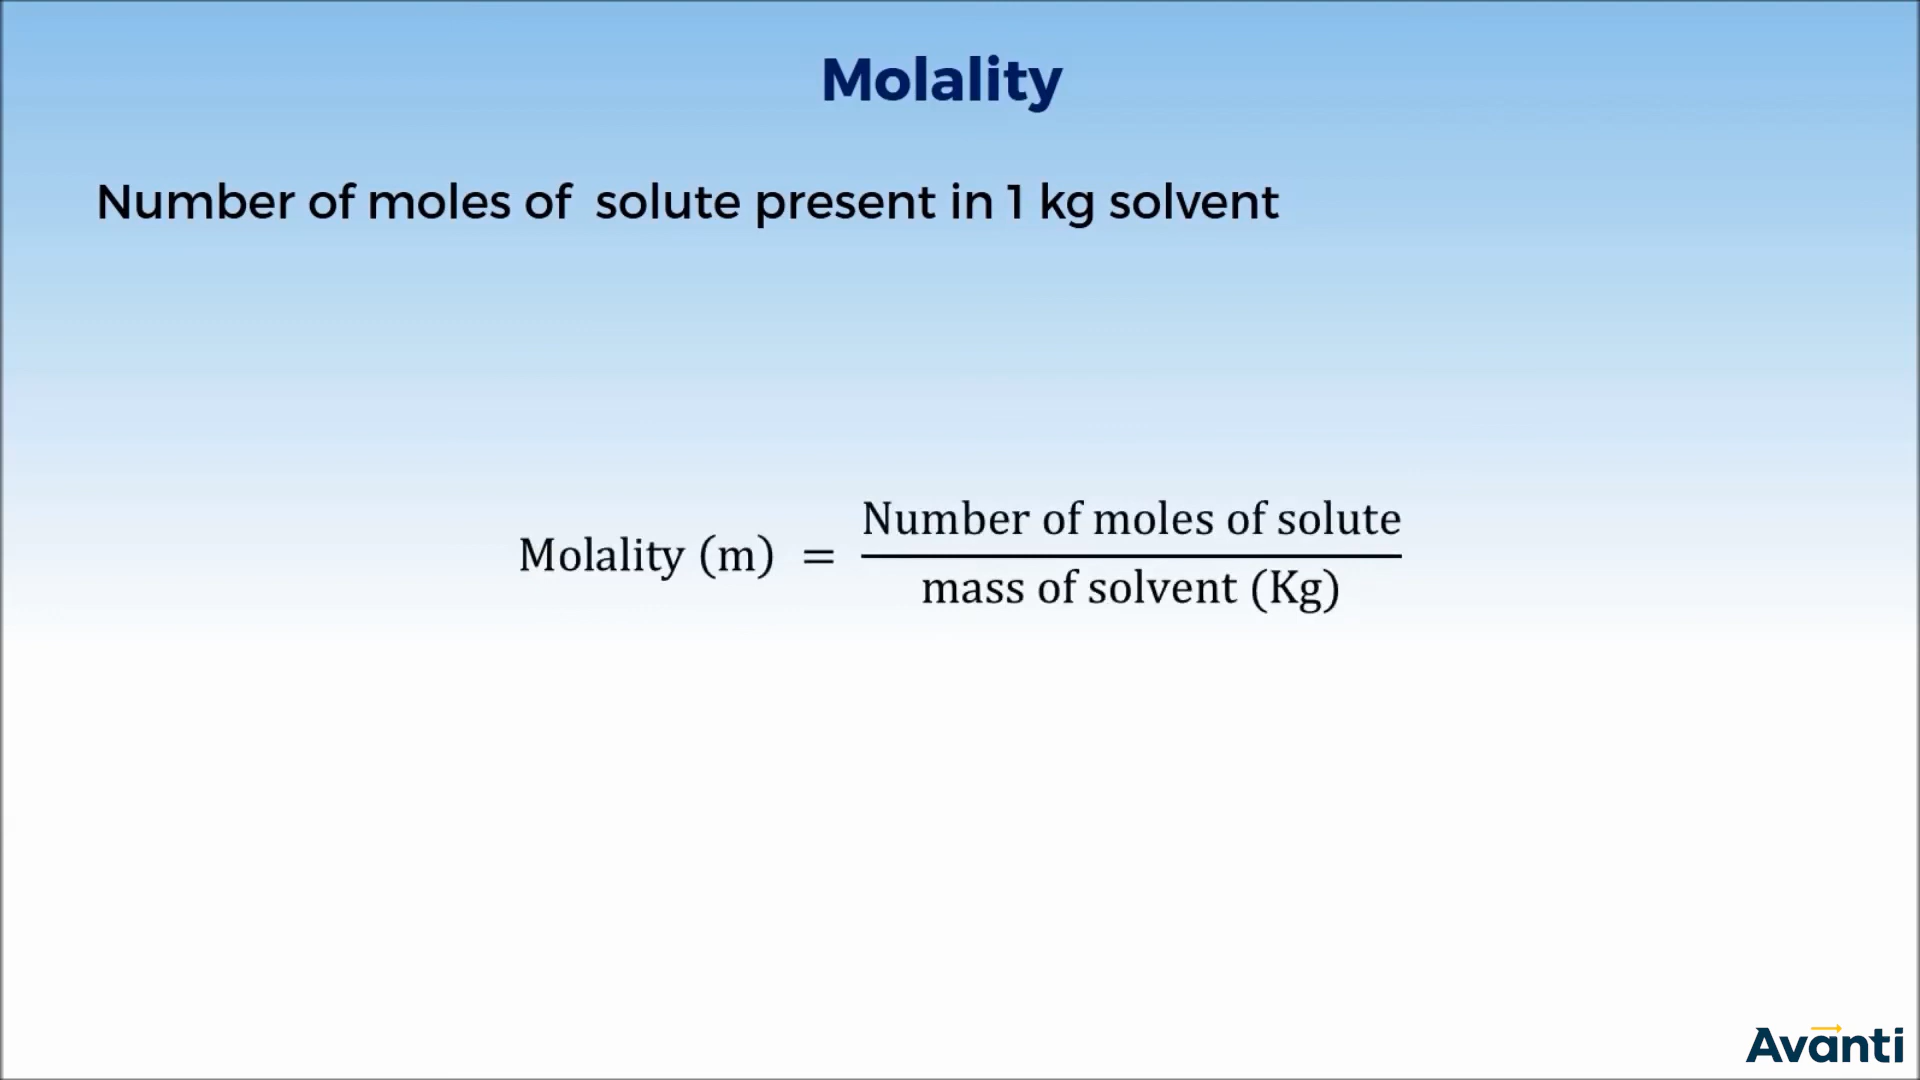 Molality
Number of moles of solute present in 1 kg solvent
Number of moles of solute
Molality (m) =
mass of solvent (Kg)
Avanti